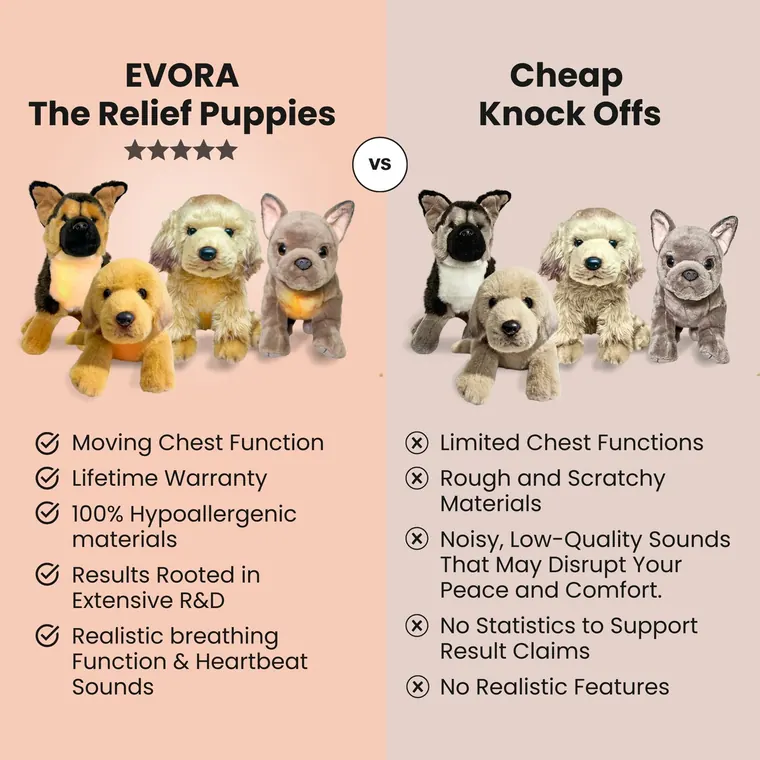 EVORA
The Relief Puppies
vs
Cheap
Knock Offs
Moving Chest Function
Lifetime Warranty
100% Hypoallergenic
materials
Results Rooted in
Extensive R&D
Realistic breathing
Function & Heartbeat
Sounds
Limited Chest Functions
Rough and Scratchy
Materials
Noisy, Low-Quality Sounds
That May Disrupt Your
Peace and Comfort.
No Statistics to Support
Result Claims
No Realistic Features